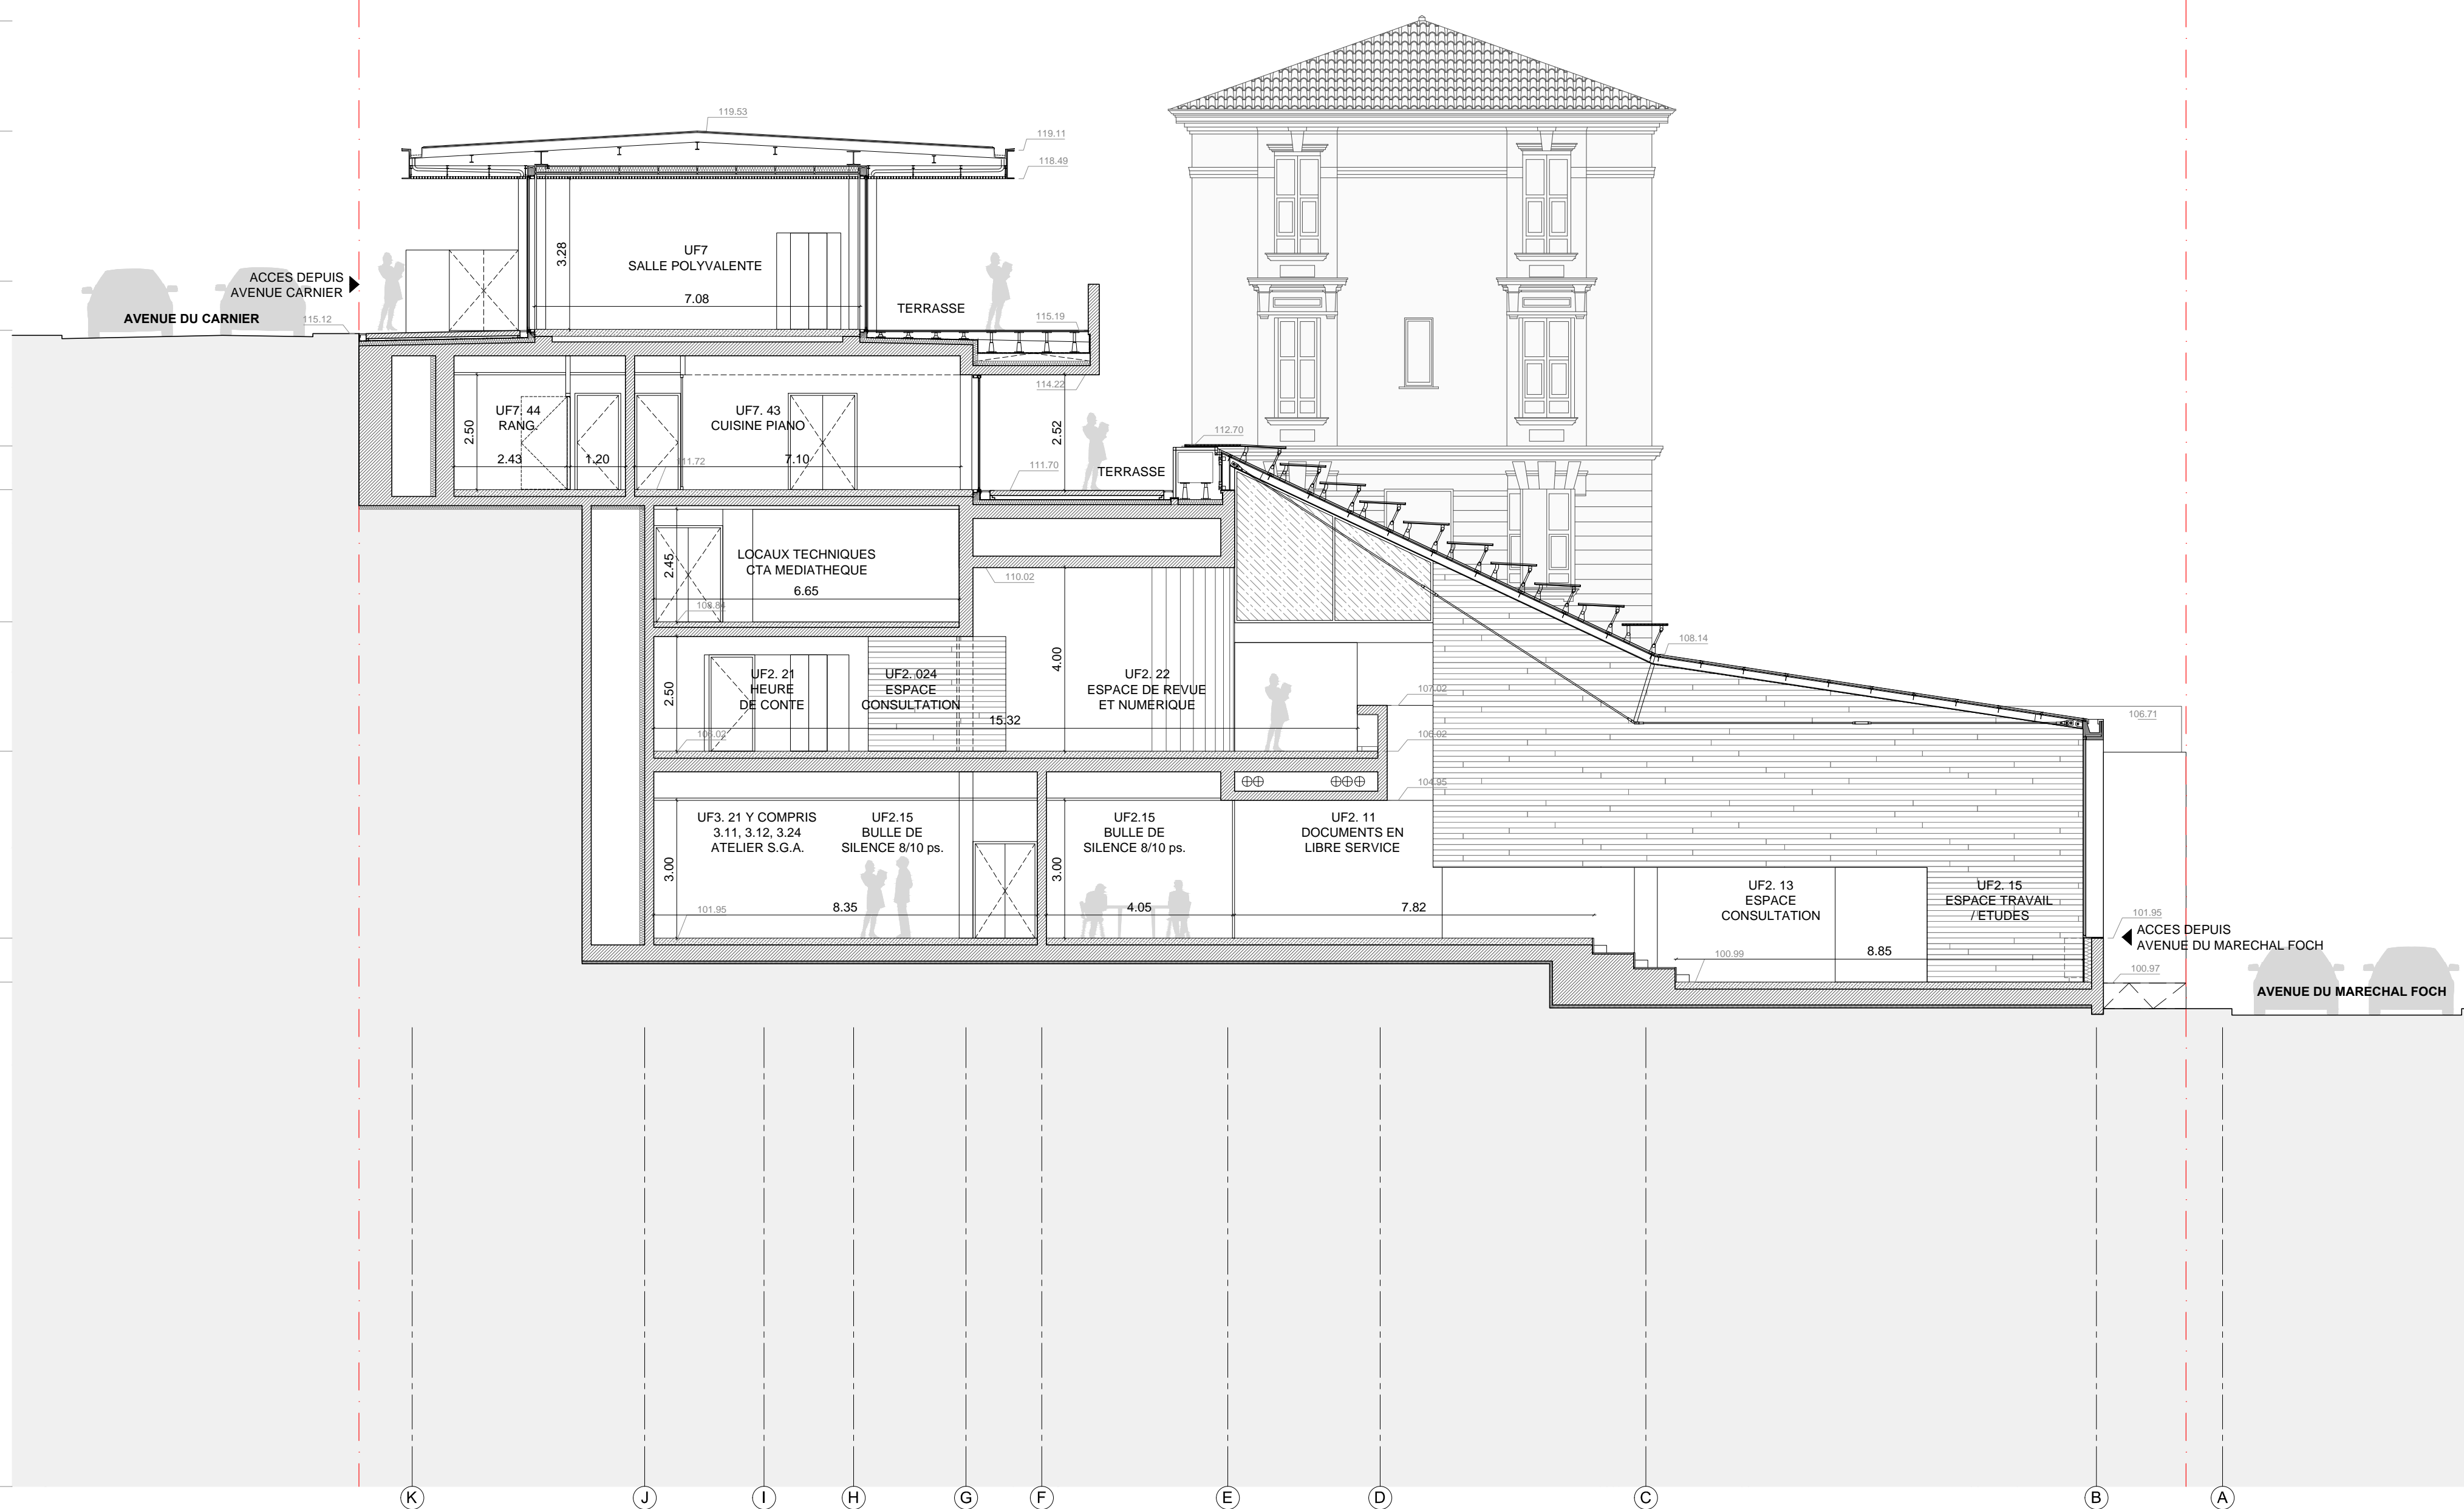 119.53
119.11
118.49
3.28
UF7
SALLE POLYVALENTE
7.08
ACCES DEPUIS
AVENUE CARNIER
AVENUE DU CARNIER
115.12
TERRASSE
115.19
114.22
UF7. 44
RANG.
2.50
2.43
1.20
UF7. 43
CUISINE PIANO
7.10
111.72
2.52
111.70
TERRASSE
112.70
LOCAUX TECHNIQUES
CTA MEDIATHEQUE
2.45
6.65
108.84
110.02
108.14
UF2. 21
HEURE
DE CONTE
2.50
UF2. 024
ESPACE
CONSULTATION
4.00
UF2. 22
ESPACE DE REVUE
ET NUMERIQUE
15.32
106.02
107.02
106.02
104.95
106.71
UF3. 21 Y COMPRIS
3.11, 3.12, 3.24
ATELIER S.G.A.
UF2.15
BULLE DE
SILENCE 8/10 ps.
3.00
101.95
8.35
UF2.15
BULLE DE
SILENCE 8/10 ps.
3.00
4.05
UF2. 11
DOCUMENTS EN
LIBRE SERVICE
7.82
UF2. 13
ESPACE
CONSULTATION
UF2. 15
ESPACE TRAVAIL
/ ETUDES
100.99
8.85
101.95
ACCES DEPUIS
AVENUE DU MARECHAL FOCH
100.97
AVENUE DU MARECHAL FOCH
K
J
I
H
G
F
E
D
C
B
A